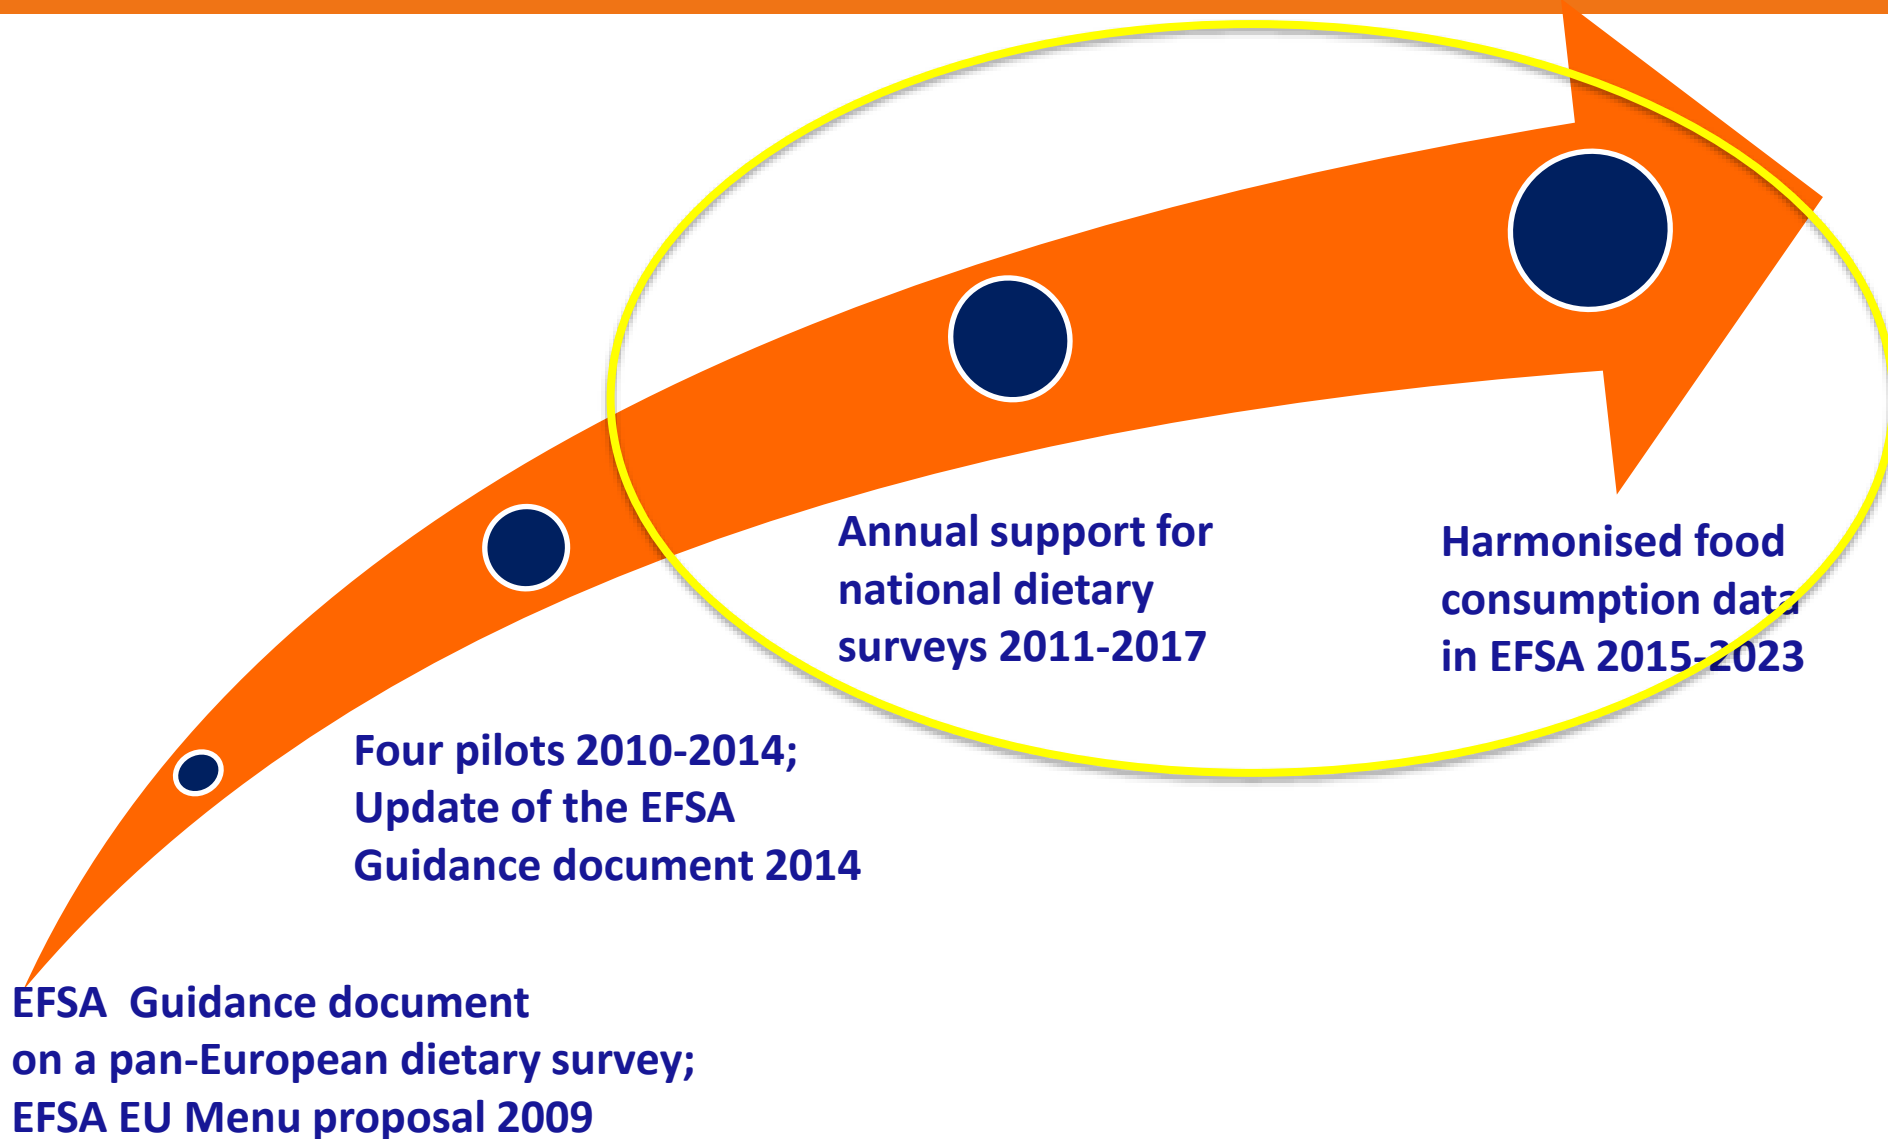 Annual support for
national dietary
surveys 2011-2017
Harmonised food
consumption data
in EFSA 2015-2023
Four pilots 2010-2014;
Update of the EFSA
Guidance document 2014
EFSA Guidance document
on a pan-European dietary survey;
EFSA EU Menu proposal 2009